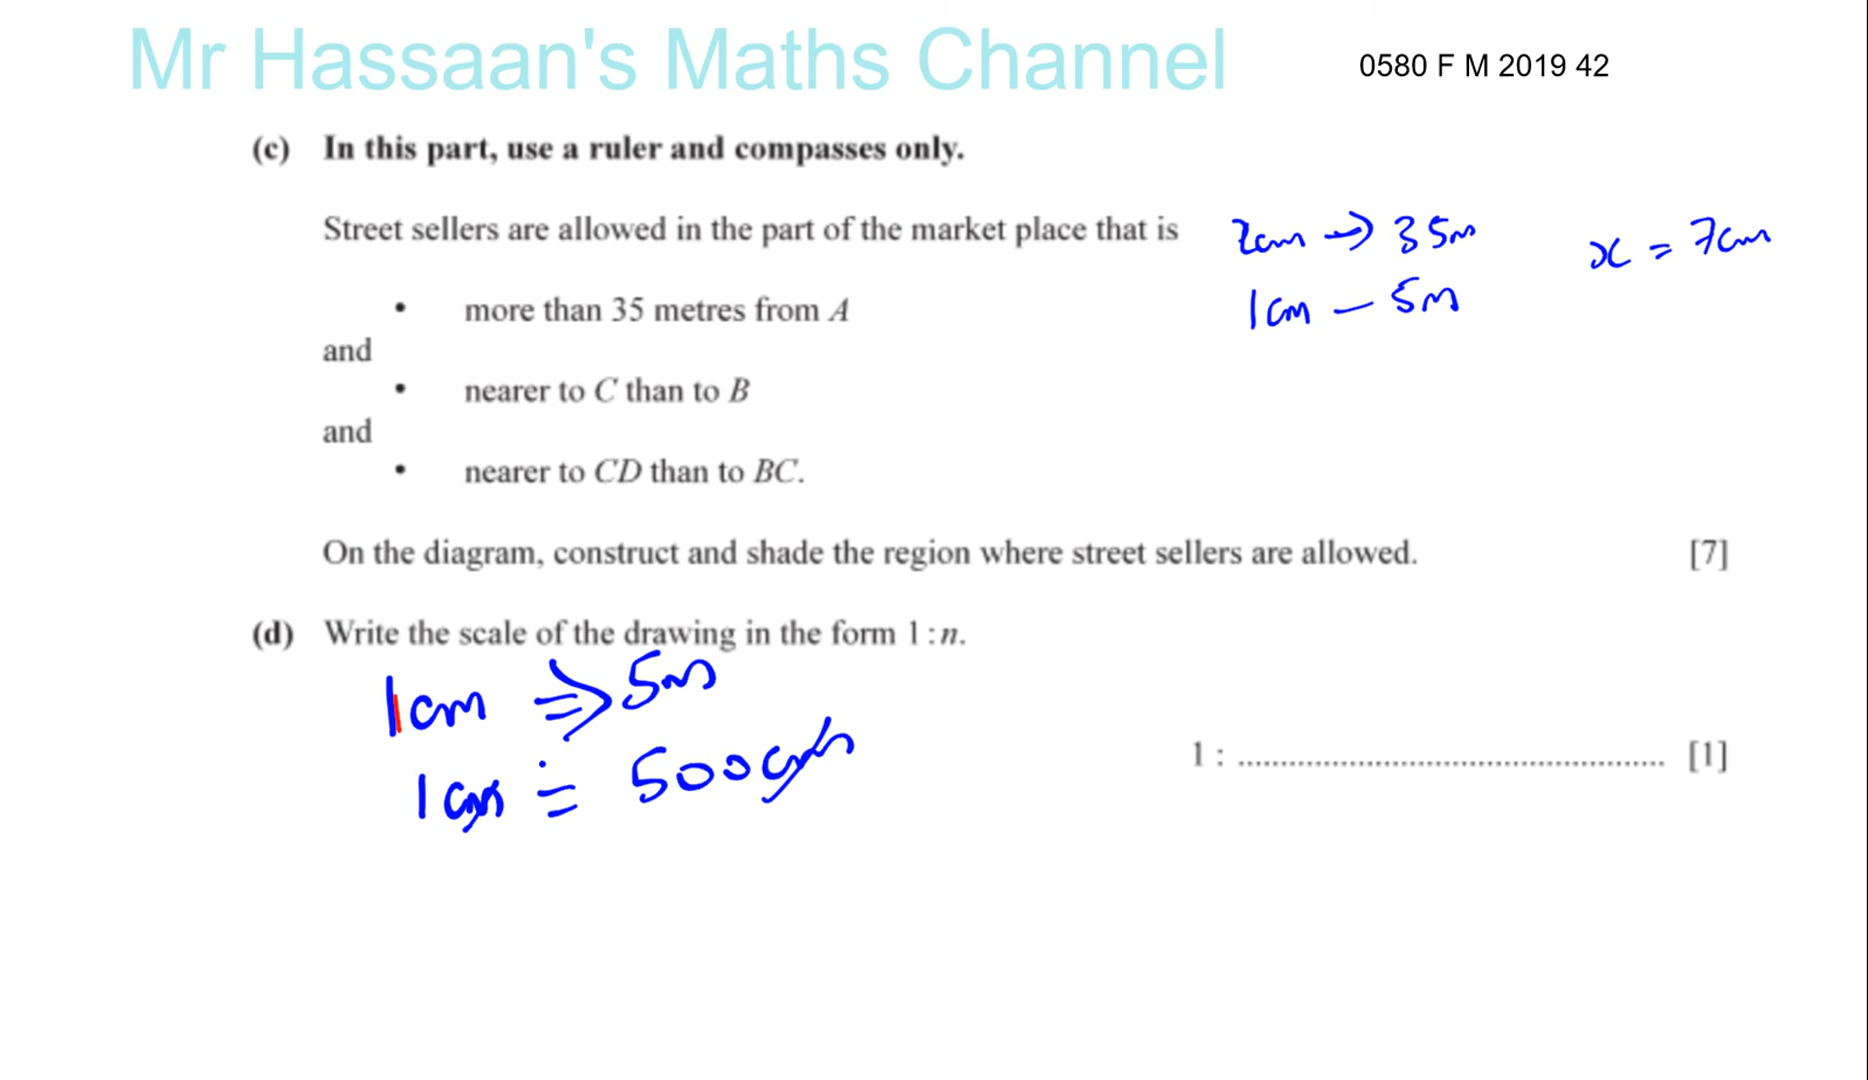 Mr Hassaan's Maths Channel
0580 F M 2019 42
(c) In this part, use a ruler and compasses only.
Street sellers are allowed in the part of the market place that is
• more than 35 metres from A
and
• nearer to C than to B
and
• nearer to CD than to BC.
xcm → 35m
1cm – 5m
x = 7cm
On the diagram, construct and shade the region where street sellers are allowed. [7]
(d) Write the scale of the drawing in the form 1 : n.
1cm ⇒ 5m
1cm : = 500cm
1 : ................................................... [1]